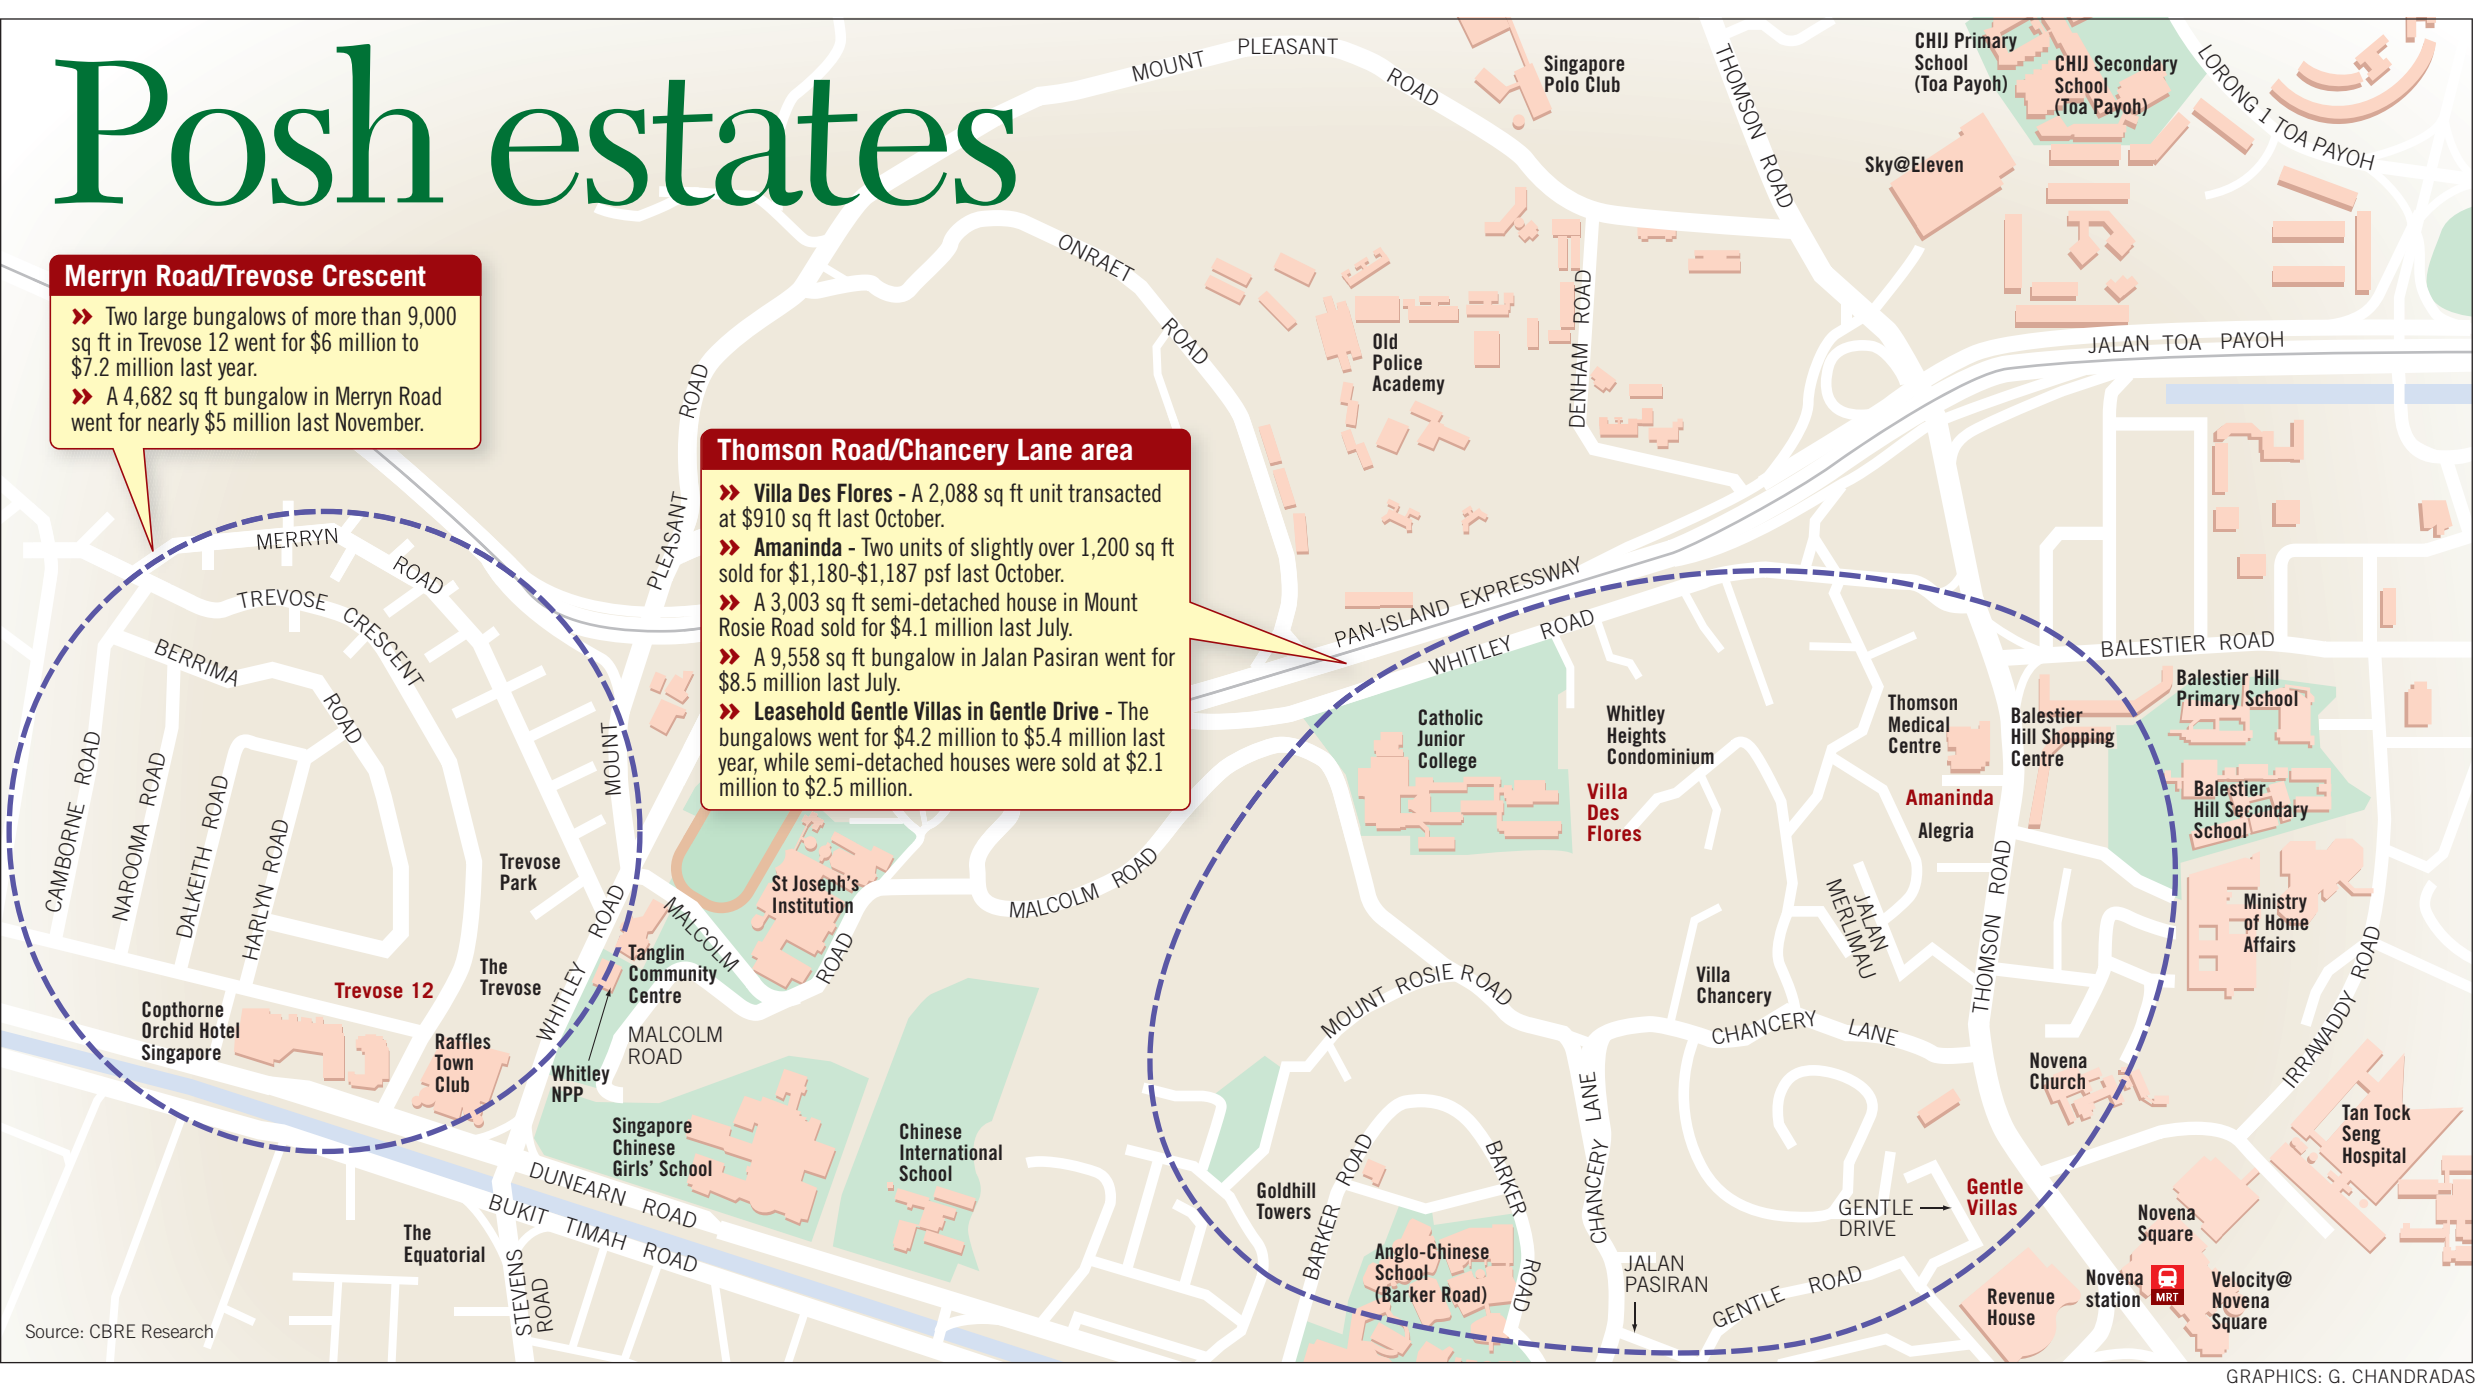 Posh estates
Merryn Road/Trevose Crescent
» Two large bungalows of more than 9,000
sq ft in Trevose 12 went for $6 million to
$7.2 million last year.
» A 4,682 sq ft bungalow in Merryn Road
went for nearly $5 million last November.
Thomson Road/Chancery Lane area
» Villa Des Flores - A 2,088 sq ft unit transacted
at $910 sq ft last October.
» Amaninda - Two units of slightly over 1,200 sq ft
sold for $1,180-$1,187 psf last October.
» A 3,003 sq ft semi-detached house in Mount
Rosie Road sold for $4.1 million last July.
» A 9,558 sq ft bungalow in Jalan Pasiran went for
$8.5 million last July.
» Leasehold Gentle Villas in Gentle Drive - The
bungalows went for $4.2 million to $5.4 million last
year, while semi-detached houses were sold at $2.1
million to $2.5 million.
MOUNT PLEASANT ROAD
Singapore
Polo Club
THOMSON ROAD
CHIJ Primary
School
(Toa Payoh)
CHIJ Secondary
School
(Toa Payoh)
LORONG 1 TOA PAYOH
Sky@Eleven
ONRAET ROAD
Old
Police
Academy
DENHAM ROAD
JALAN TOA PAYOH
MOUNT PLEASANT ROAD
PAN-ISLAND EXPRESSWAY
WHITLEY ROAD
BALESTIER ROAD
MERRYN ROAD
TREVOSE CRESCENT
BERRIMA ROAD
CAMBORNE ROAD
NAROOMA ROAD
DALKEITH ROAD
HARLYN ROAD
Trevose
Park
The
Trevose
Trevose 12
Copthorne
Orchid Hotel
Singapore
Raffles
Town
Club
WHITLEY ROAD
Whitley
NPP
Tanglin
Community
Centre
MALCOLM ROAD
MALCOLM
ROAD
St Joseph's
Institution
MALCOLM ROAD
Singapore
Chinese
Girls' School
Chinese
International
School
DUNEARN ROAD
BUKIT TIMAH ROAD
The
Equatorial
STEVENS
ROAD
Catholic
Junior
College
Whitley
Heights
Condominium
Villa
Des
Flores
Thomson
Medical
Centre
Amaninda
Alegria
Balestier
Hill Shopping
Centre
Balestier Hill
Primary School
Balestier
Hill Secondary
School
Ministry
of Home
Affairs
JALAN
MERLIMAU
THOMSON ROAD
IRRAWADDY ROAD
MOUNT ROSIE ROAD
Villa
Chancery
CHANCERY LANE
CHANCERY LANE
Novena
Church
Tan Tock
Seng
Hospital
Goldhill
Towers
BARKER ROAD
BARKER ROAD
Anglo-Chinese
School
(Barker Road)
JALAN
PASIRAN
GENTLE
DRIVE
Gentle
Villas
GENTLE ROAD
Revenue
House
Novena
station
MRT
Novena
Square
Velocity@
Novena
Square
Source: CBRE Research
GRAPHICS: G. CHANDRADAS